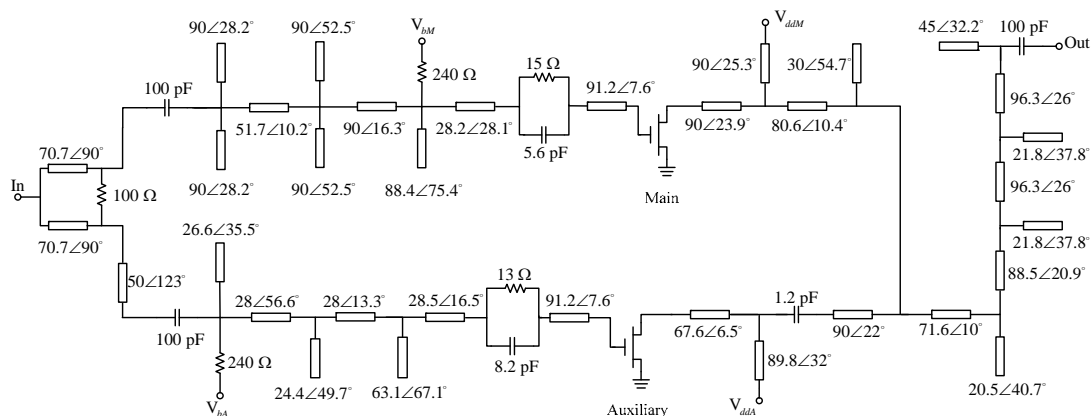 90∠28.2°
90∠52.5°
V_bM
240 Ω
15 Ω
91.2∠7.6°
V_ddM
90∠25.3°
30∠54.7°
45∠32.2°
100 pF
Out
100 pF
51.7∠10.2°
90∠16.3°
28.2∠28.1°
5.6 pF
90∠23.9°
80.6∠10.4°
96.3∠26°
90∠28.2°
90∠52.5°
88.4∠75.4°
Main
21.8∠37.8°
In
70.7∠90°
100 Ω
70.7∠90°
96.3∠26°
21.8∠37.8°
88.5∠20.9°
26.6∠35.5°
50∠123°
100 pF
28∠56.6°
28∠13.3°
28.5∠16.5°
13 Ω
8.2 pF
91.2∠7.6°
67.6∠6.5°
1.2 pF
90∠22°
71.6∠10°
240 Ω
V_bA
24.4∠49.7°
63.1∠67.1°
Auxiliary
89.8∠32°
V_ddA
20.5∠40.7°